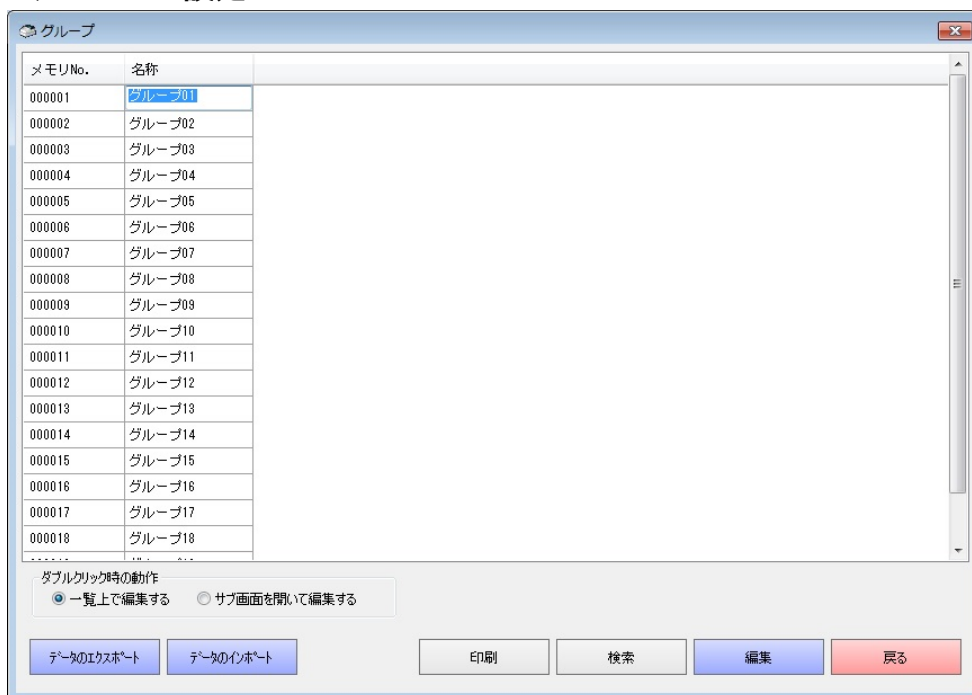 グループ
メモリNo. 名称
000001 グループ01
000002 グループ02
000003 グループ03
000004 グループ04
000005 グループ05
000006 グループ06
000007 グループ07
000008 グループ08
000009 グループ09
000010 グループ10
000011 グループ11
000012 グループ12
000013 グループ13
000014 グループ14
000015 グループ15
000016 グループ16
000017 グループ17
000018 グループ18
ダブルクリック時の動作
一覧上で編集する サブ画面を開いて編集する
ﾃﾞｰﾀのｴｸｽﾎﾟｰﾄ ﾃﾞｰﾀのｲﾝﾎﾟｰﾄ 印刷 検索 編集 戻る